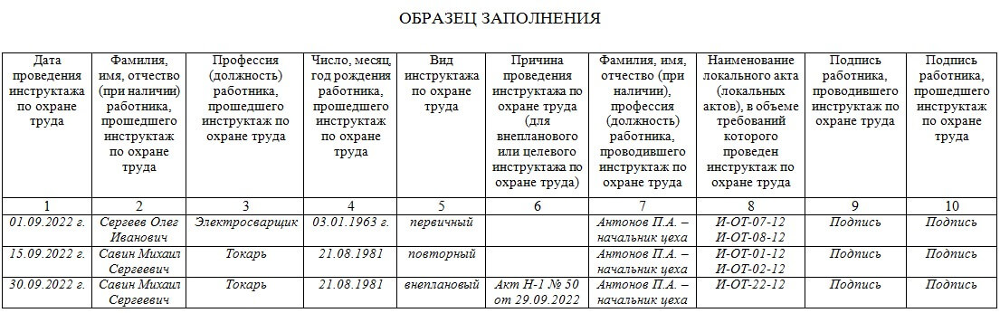 ОБРАЗЕЦ ЗАПОЛНЕНИЯ
Дата
проведения
инструктажа
по охране
труда
Фамилия,
имя, отчество
(при наличии)
работника,
прошедшего
инструктаж
по охране
труда
Профессия
(должность)
работника,
прошедшего
инструктаж по
охране труда
Число, месяц,
год рождения
работника,
прошедшего
инструктаж
по охране
труда
Вид
инструктажа
по охране
труда
Причина
проведения
инструктажа по
охране труда
(для
внепланового
или целевого
инструктажа по
охране труда)
Фамилия, имя,
отчество (при
наличии),
профессия
(должность)
работника,
проводившего
инструктаж по
охране труда
Наименование
локального акта
(локальных
актов), в объеме
требований
которого
проведен
инструктаж по
охране труда
Подпись
работника,
проводившего
инструктаж по
охране труда
Подпись
работника,
прошедшего
инструктаж по
охране труда
1 2 3 4 5 6 7 8 9 10
01.09.2022 г. Сергеев Олег Электросварщик 03.01.1963 г. первичный Антонов П.А. – И-ОТ-07-12 Подпись Подпись
Иванович начальник цеха И-ОТ-08-12
15.09.2022 г. Савин Михаил Токарь 21.08.1981 повторный Антонов П.А. – И-ОТ-01-12 Подпись Подпись
Сергеевич начальник цеха И-ОТ-02-12
30.09.2022 г. Савин Михаил Токарь 21.08.1981 внеплановый Акт Н-1 № 50 Антонов П.А. – И-ОТ-22-12 Подпись Подпись
Сергеевич от 29.09.2022 начальник цеха